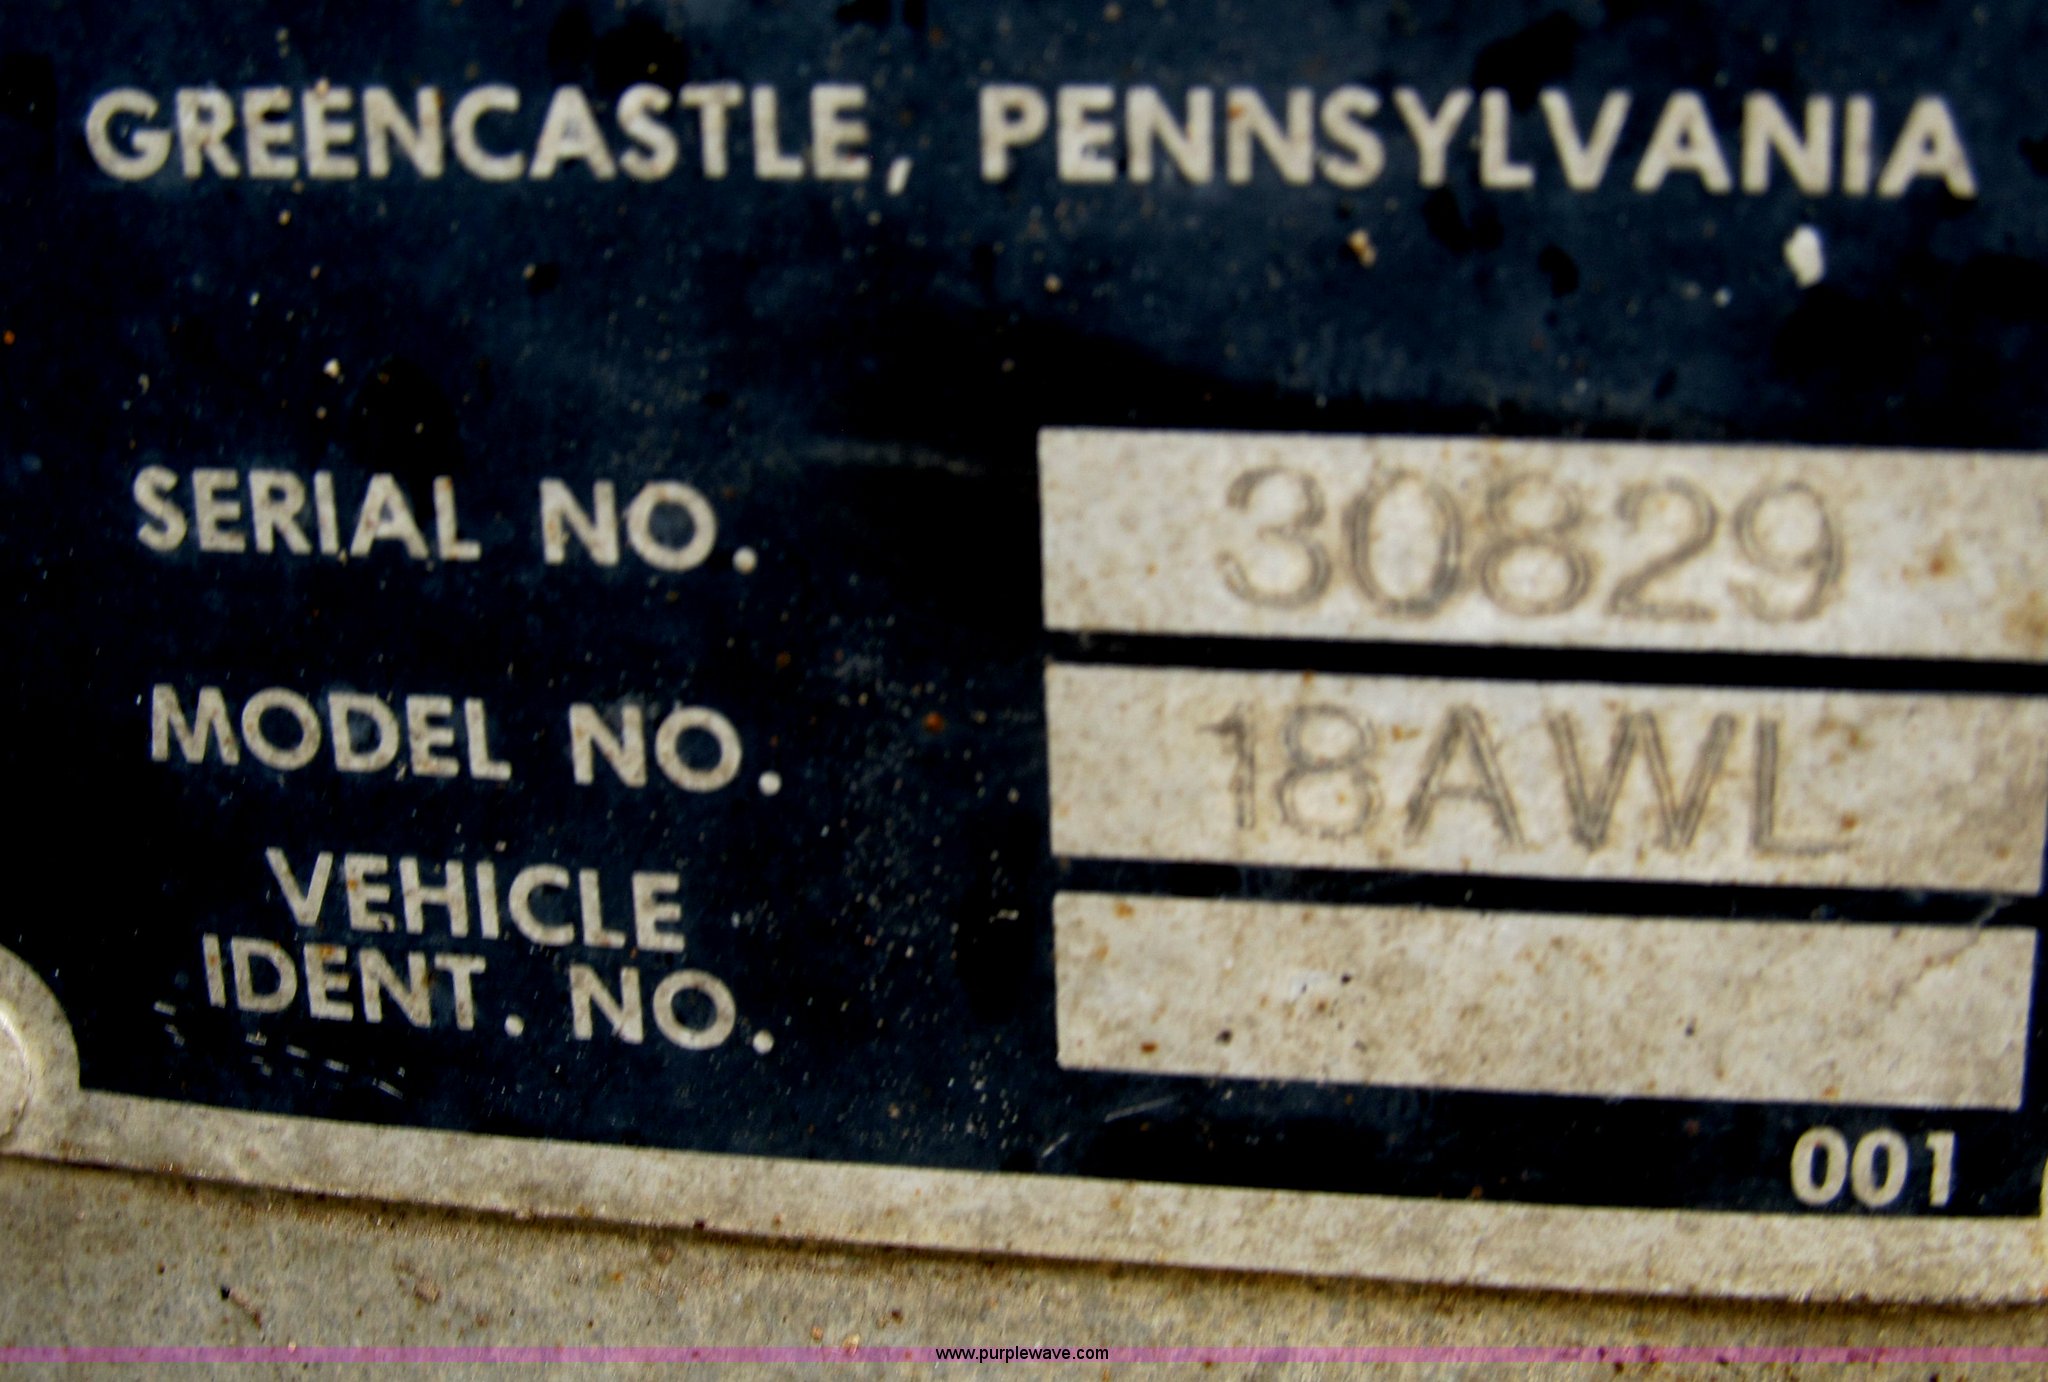 GREENCASTLE, PENNSYLVANIA
SERIAL NO. 30829
MODEL NO. 18AWL
VEHICLE
IDENT. NO.
001
www.purplewave.com